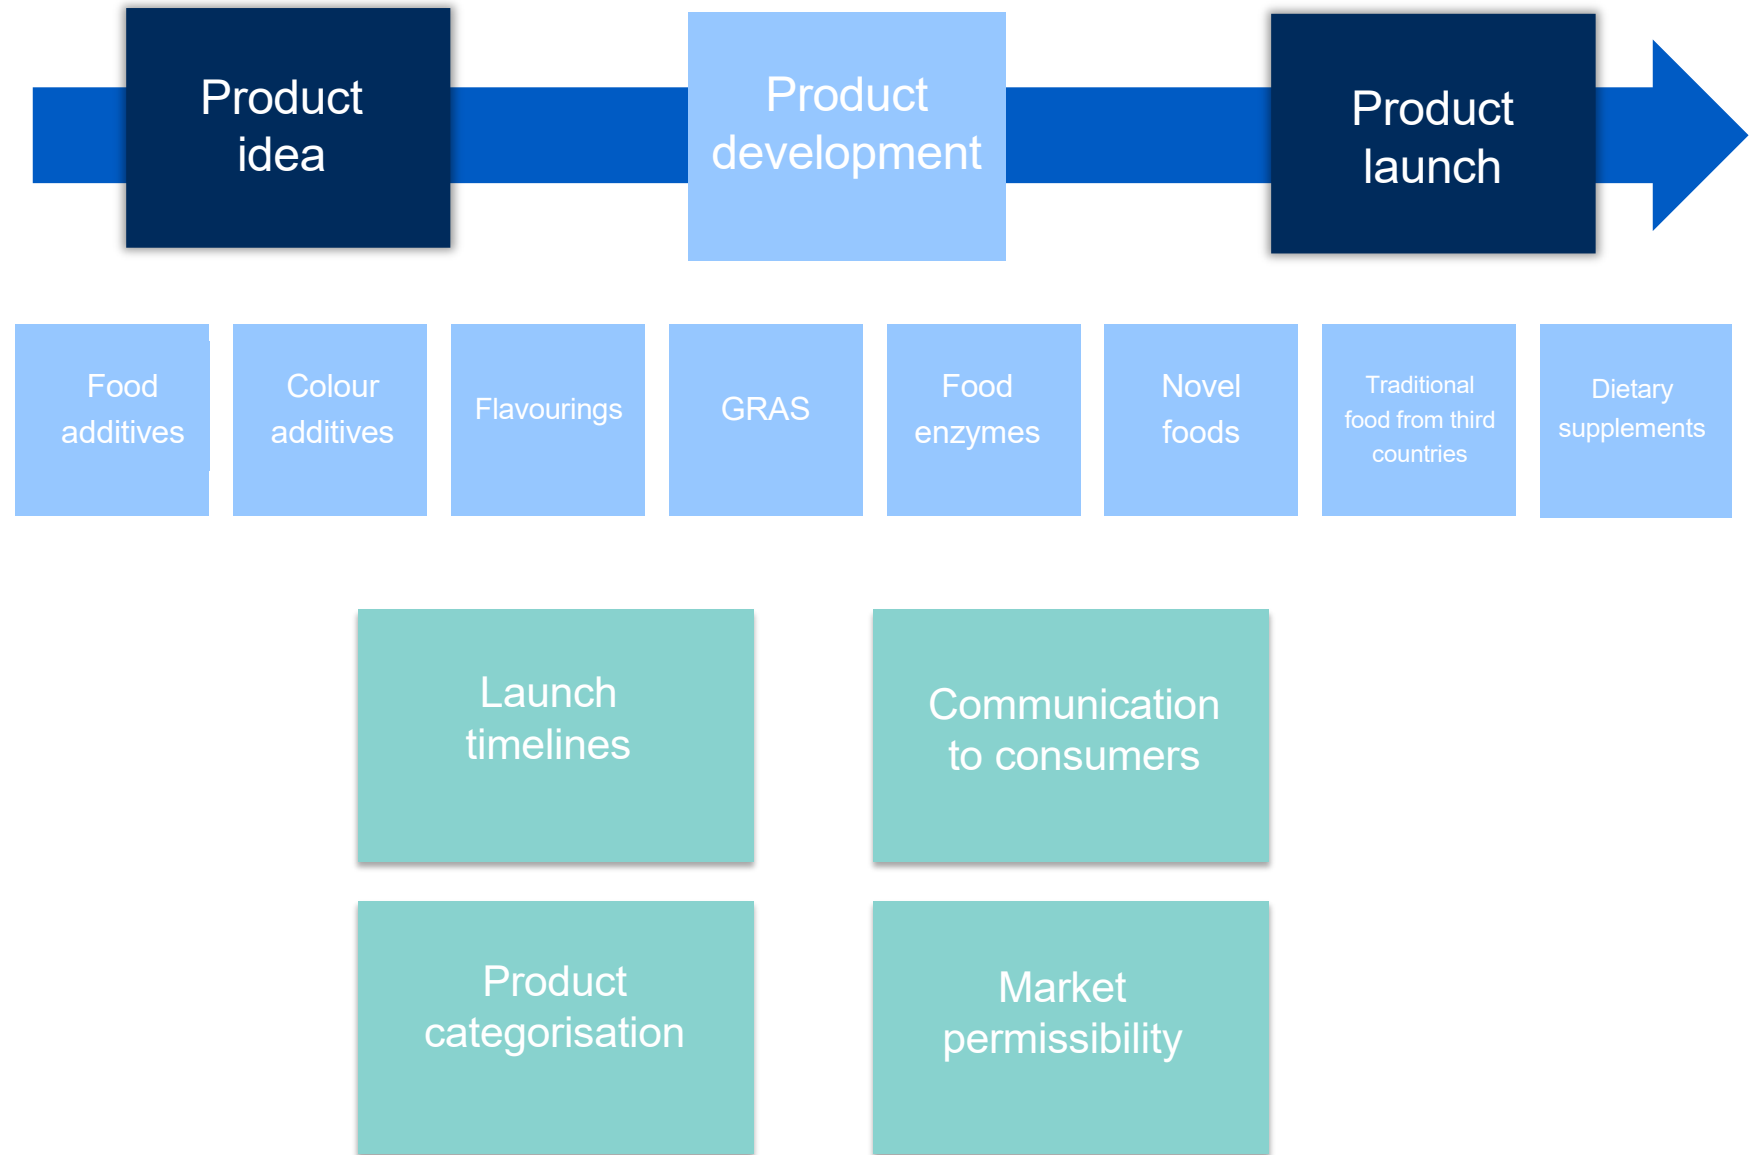 Product
idea
Product
development
Product
launch
Food
additives
Colour
additives
Flavourings
GRAS
Food
enzymes
Novel
foods
Traditional
food from third
countries
Dietary
supplements
Launch
timelines
Communication
to consumers
Product
categorisation
Market
permissibility